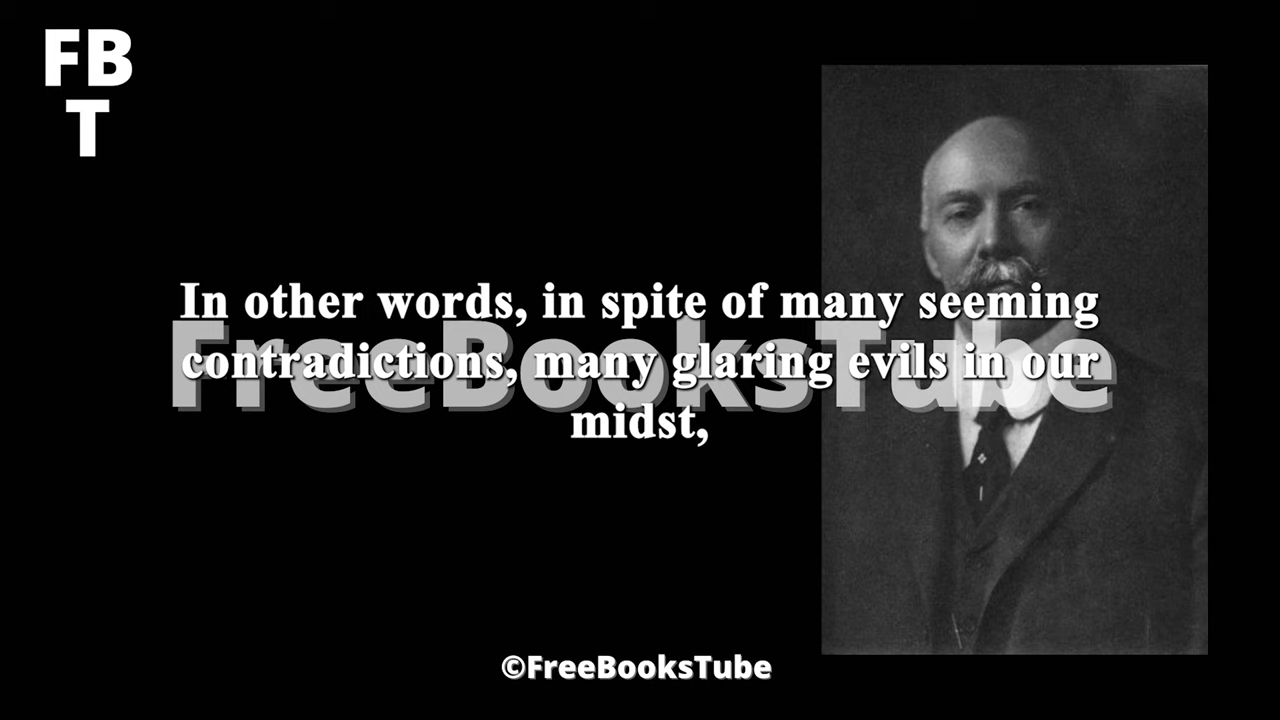 FB
T
In other words, in spite of many seeming
FreeBooksTube
contradictions, many glaring evils in our
midst,
©FreeBooksTube